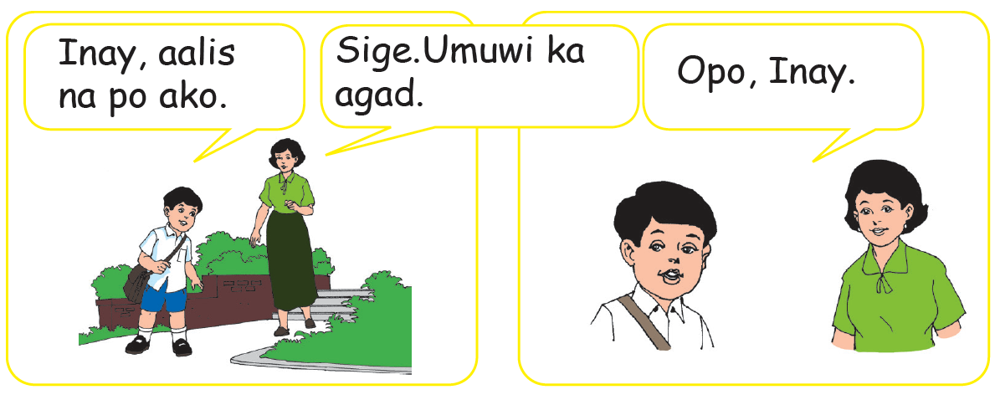 Inay, aalis
na po ako.
Sige.Umuwi ka
agad.
Opo, Inay.